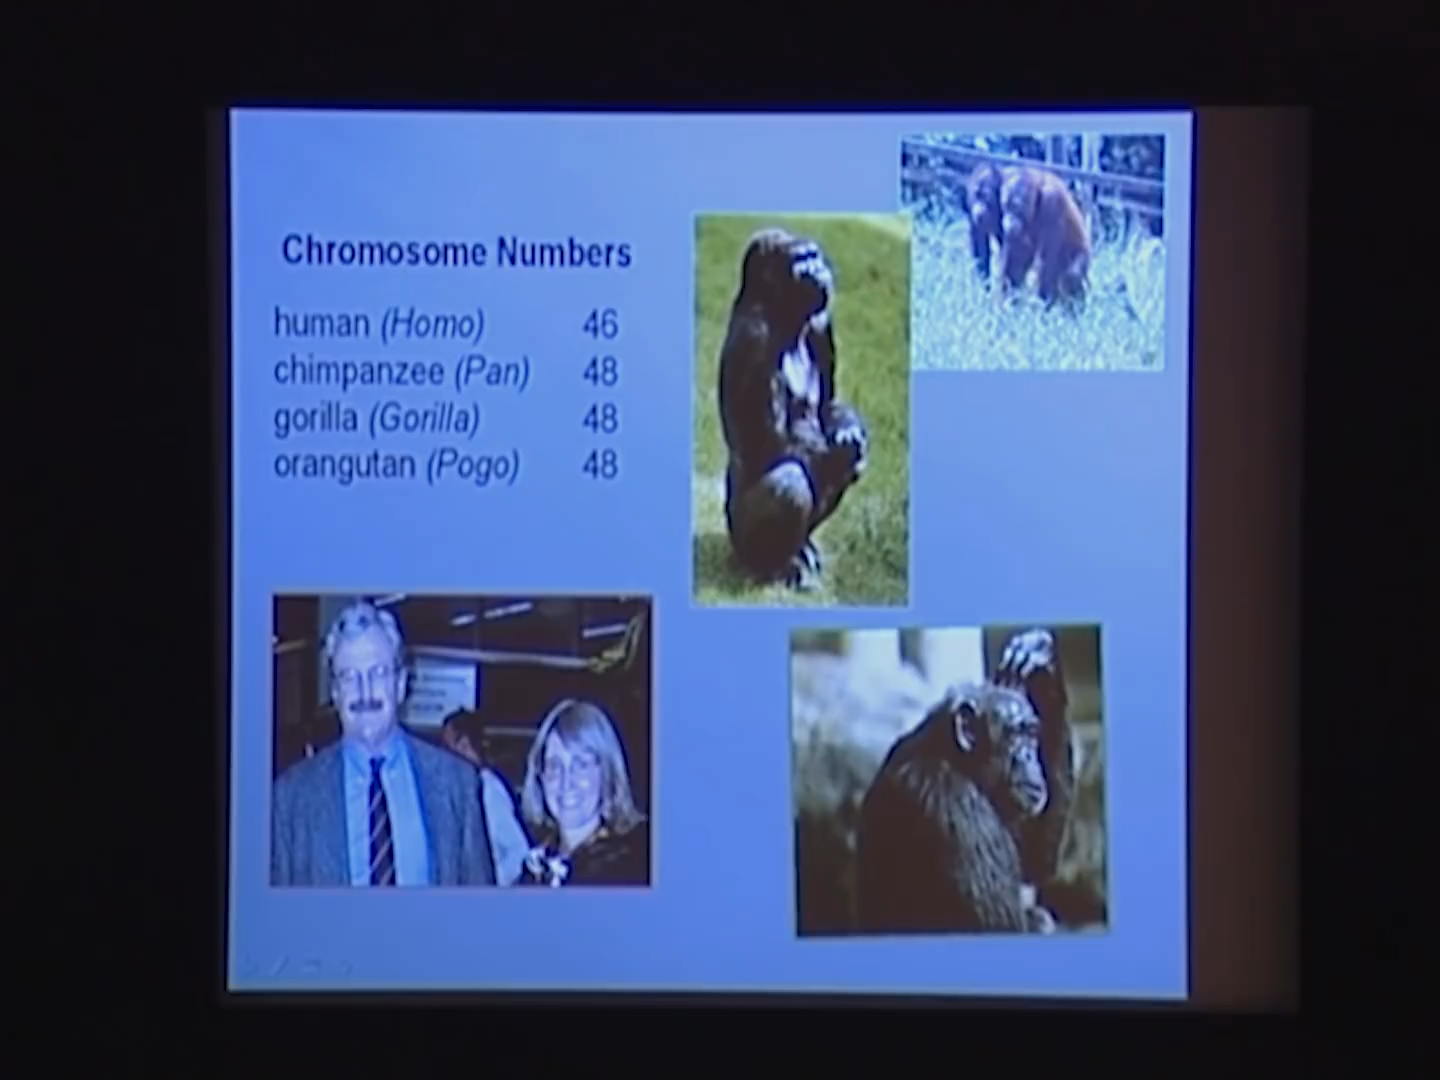 Chromosome Numbers
human (Homo) 46
chimpanzee (Pan) 48
gorilla (Gorilla) 48
orangutan (Pogo) 48